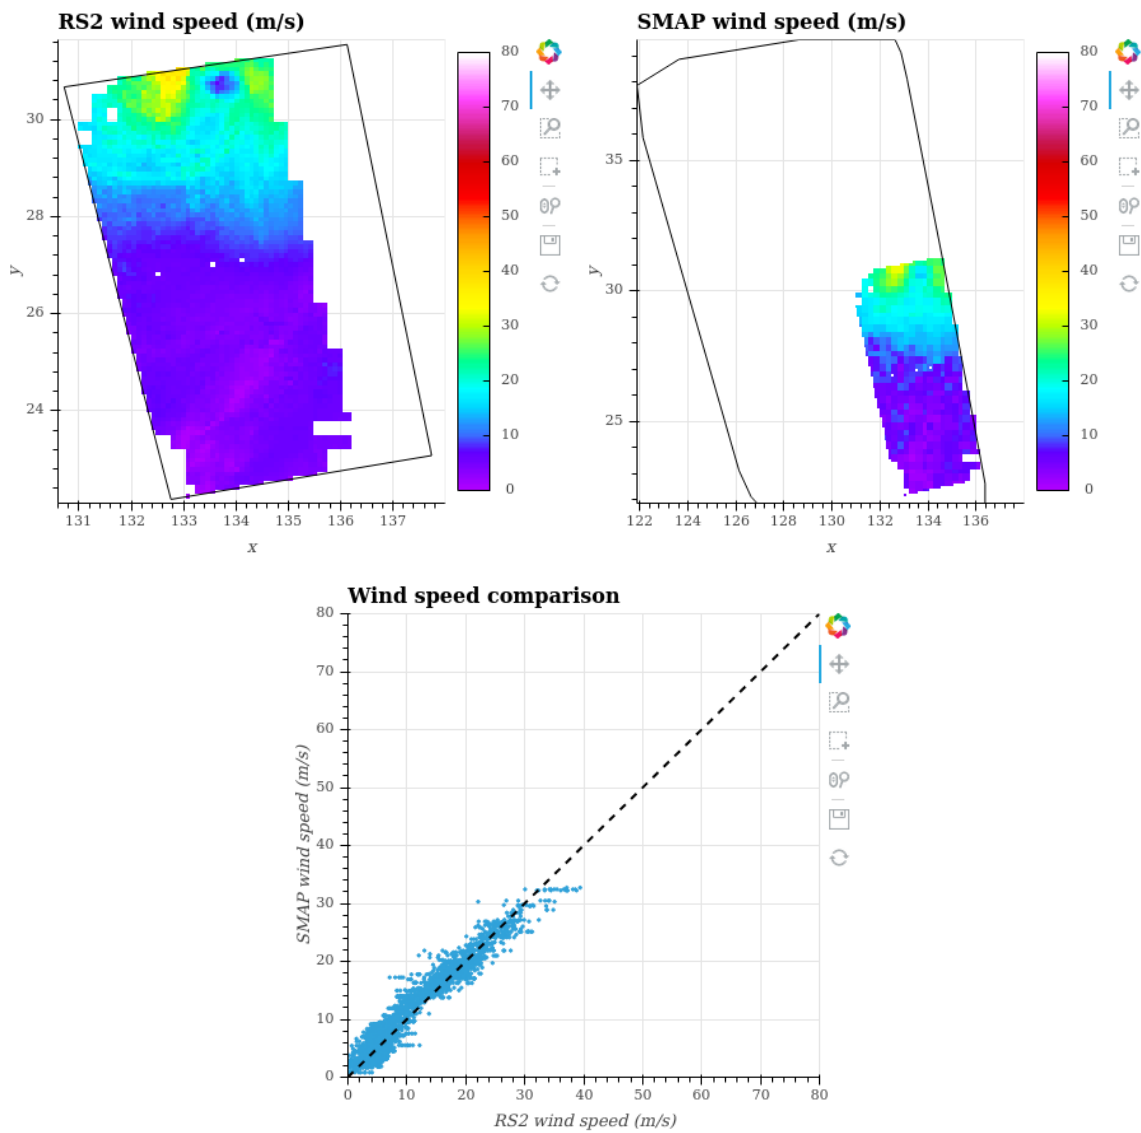 RS2 wind speed (m/s)
30
28
26
24
y
131 132 133 134 135 136 137
x
80
70
60
50
40
30
20
10
0
SMAP wind speed (m/s)
35
30
25
y
122 124 126 128 130 132 134 136
x
80
70
60
50
40
30
20
10
0
Wind speed comparison
80
70
60
50
40
30
20
10
0
SMAP wind speed (m/s)
0 10 20 30 40 50 60 70 80
RS2 wind speed (m/s)